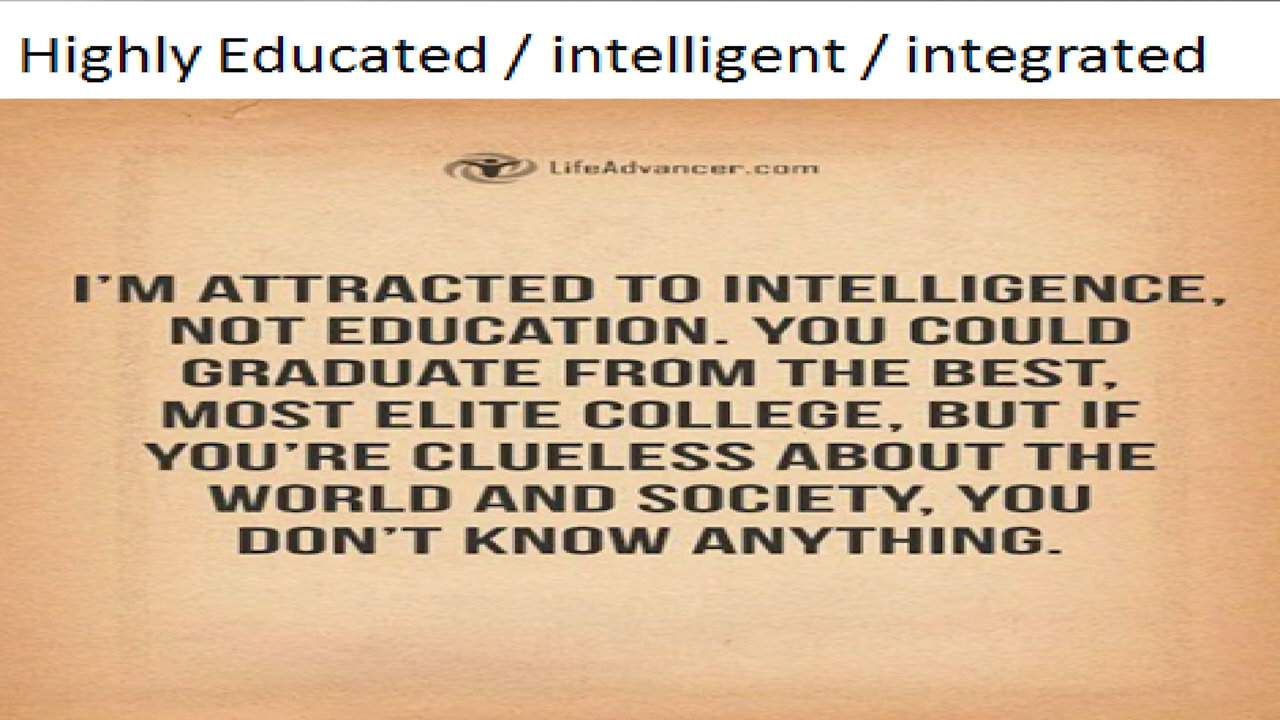 Highly Educated / intelligent / integrated
LifeAdvancer.com
I'M ATTRACTED TO INTELLIGENCE,
NOT EDUCATION. YOU COULD
GRADUATE FROM THE BEST,
MOST ELITE COLLEGE, BUT IF
YOU'RE CLUELESS ABOUT THE
WORLD AND SOCIETY, YOU
DON'T KNOW ANYTHING.